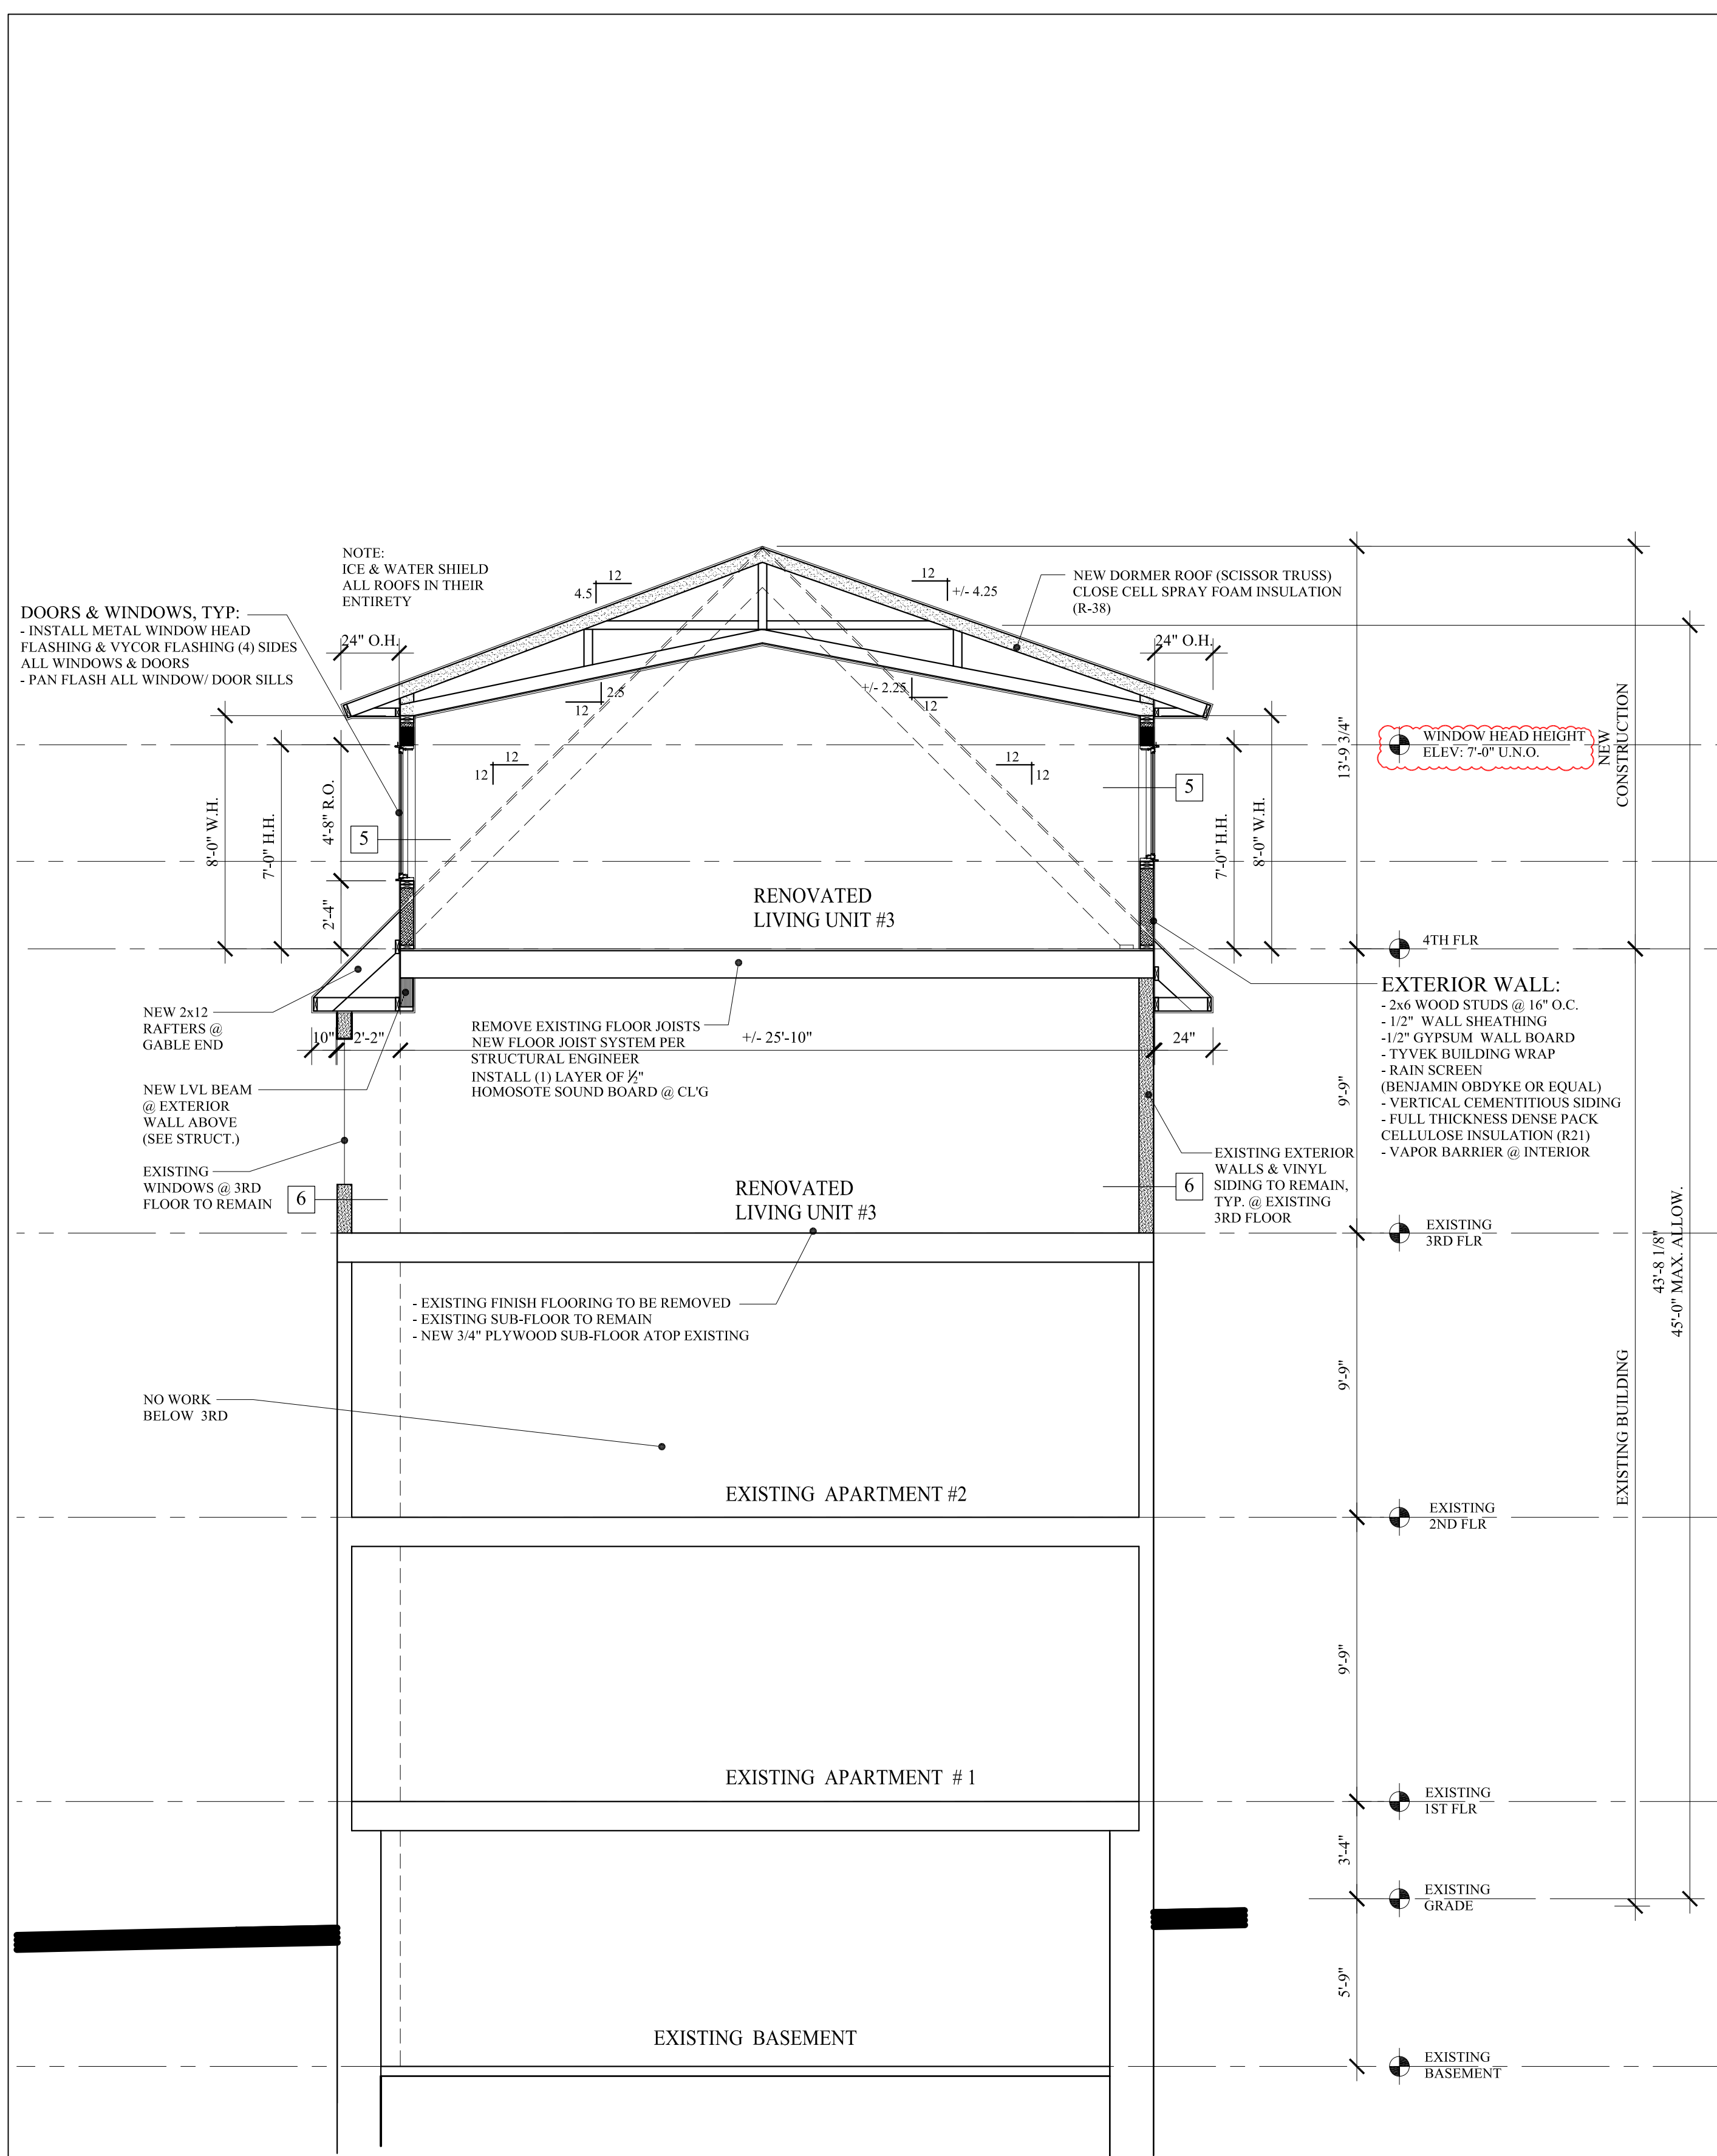 NOTE:
ICE & WATER SHIELD
ALL ROOFS IN THEIR
ENTIRETY
12
4.5
12
+/- 4.25
NEW DORMER ROOF (SCISSOR TRUSS)
CLOSE CELL SPRAY FOAM INSULATION
(R-38)
DOORS & WINDOWS, TYP:
- INSTALL METAL WINDOW HEAD
FLASHING & VYCOR FLASHING (4) SIDES
ALL WINDOWS & DOORS
- PAN FLASH ALL WINDOW/ DOOR SILLS
24" O.H.
24" O.H.
2.5
12
+/- 2.25
12
12
12
12
12
8'-0" W.H.
7'-0" H.H.
4'-8" R.O.
2'-4"
5
5
7'-0" H.H.
8'-0" W.H.
13'-9 3/4"
WINDOW HEAD HEIGHT
ELEV: 7'-0" U.N.O.
NEW
CONSTRUCTION
RENOVATED
LIVING UNIT #3
4TH FLR
EXTERIOR WALL:
- 2x6 WOOD STUDS @ 16" O.C.
- 1/2" WALL SHEATHING
-1/2" GYPSUM WALL BOARD
- TYVEK BUILDING WRAP
- RAIN SCREEN
(BENJAMIN OBDYKE OR EQUAL)
- VERTICAL CEMENTITIOUS SIDING
- FULL THICKNESS DENSE PACK
CELLULOSE INSULATION (R21)
- VAPOR BARRIER @ INTERIOR
NEW 2x12
RAFTERS @
GABLE END
10"
2'-2"
REMOVE EXISTING FLOOR JOISTS
NEW FLOOR JOIST SYSTEM PER
STRUCTURAL ENGINEER
INSTALL (1) LAYER OF ½"
HOMOSOTE SOUND BOARD @ CL'G
+/- 25'-10"
24"
NEW LVL BEAM
@ EXTERIOR
WALL ABOVE
(SEE STRUCT.)
9'-9"
EXISTING
WINDOWS @ 3RD
FLOOR TO REMAIN
6
RENOVATED
LIVING UNIT #3
6
EXISTING EXTERIOR
WALLS & VINYL
SIDING TO REMAIN,
TYP. @ EXISTING
3RD FLOOR
EXISTING
3RD FLR
43'-8 1/8"
45'-0" MAX. ALLOW.
- EXISTING FINISH FLOORING TO BE REMOVED
- EXISTING SUB-FLOOR TO REMAIN
- NEW 3/4" PLYWOOD SUB-FLOOR ATOP EXISTING
9'-9"
EXISTING BUILDING
NO WORK
BELOW 3RD
EXISTING APARTMENT #2
EXISTING
2ND FLR
9'-9"
EXISTING APARTMENT # 1
EXISTING
1ST FLR
3'-4"
EXISTING
GRADE
5'-9"
EXISTING BASEMENT
EXISTING
BASEMENT